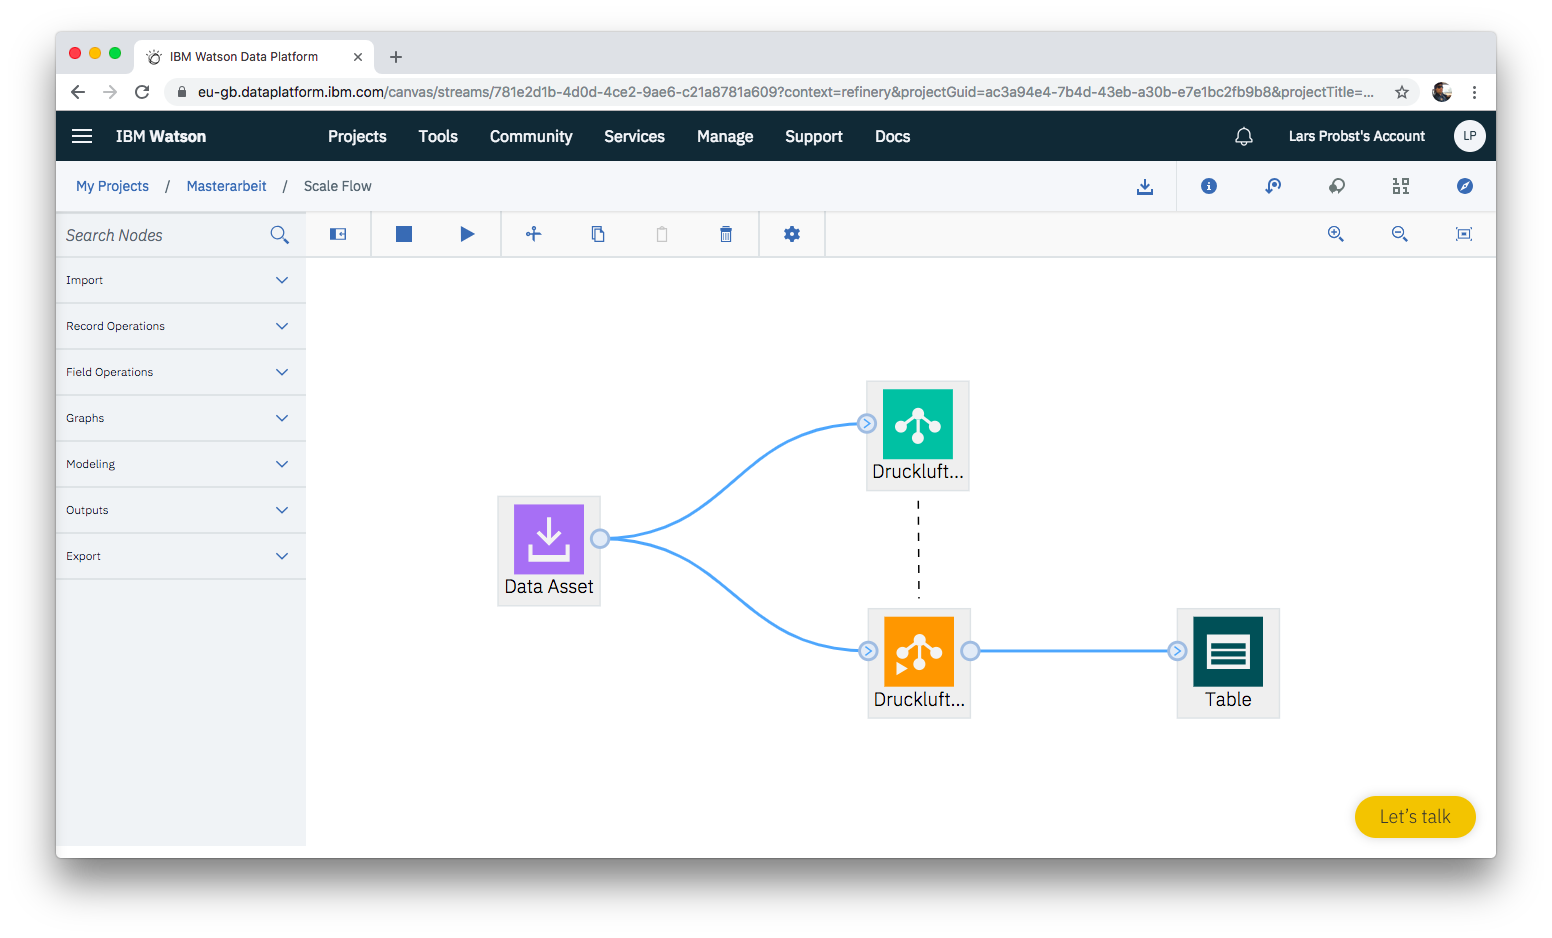 IBM Watson Data Platform
eu-gb.dataplatform.ibm.com/canvas/streams/781e2d1b-4d0d-4ce2-9ae6-c21a8781a609?context=refinery&projectGuid=ac3a94e4-7b4d-43eb-a30b-e7e1bc2fb9b8&projectTitle=...
IBM Watson Projects Tools Community Services Manage Support Docs Lars Probst's Account LP
My Projects / Masterarbeit / Scale Flow
Search Nodes
Import
Record Operations
Field Operations
Graphs
Modeling
Outputs
Export
Druckluft...
Data Asset
Druckluft...
Table
Let's talk